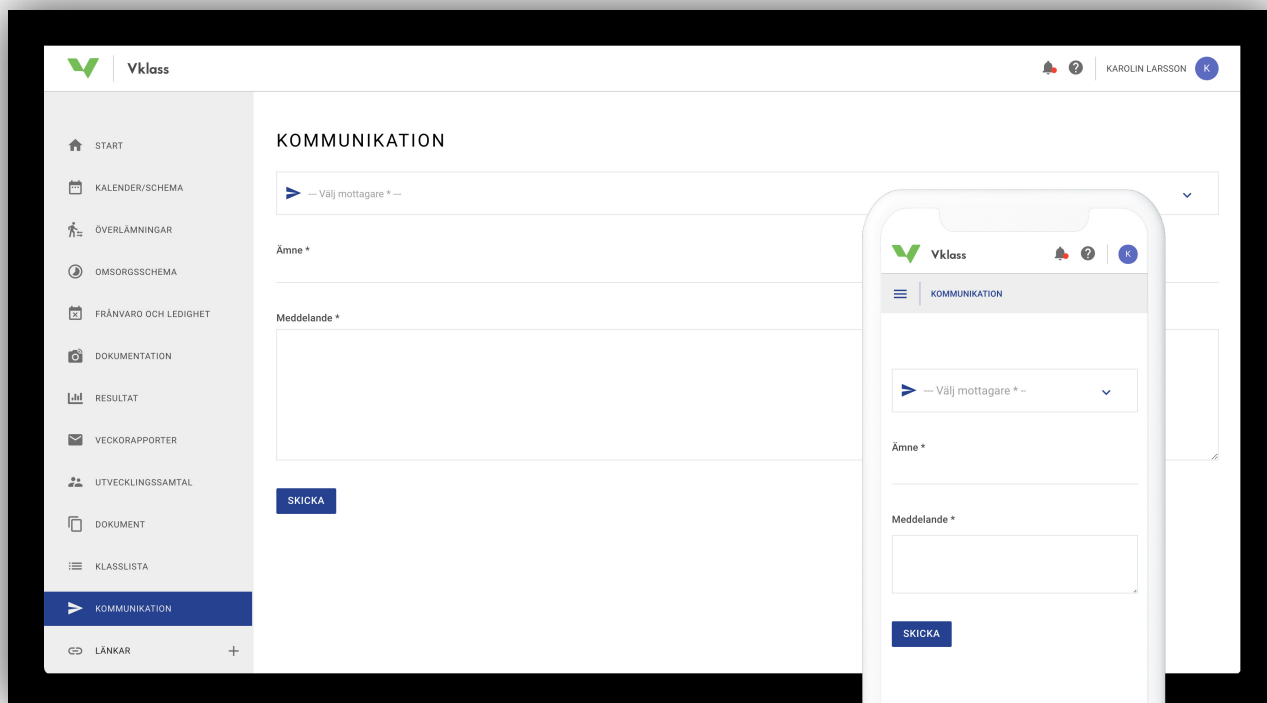 Vklass
KAROLIN LARSSON
K
START
KALENDER/SCHEMA
ÖVERLÄMNINGAR
OMSORGSSCHEMA
FRÅNVARO OCH LEDIGHET
DOKUMENTATION
RESULTAT
VECKORAPPORTER
UTVECKLINGSSAMTAL
DOKUMENT
KLASSLISTA
KOMMUNIKATION
LÄNKAR
KOMMUNIKATION
--- Välj mottagare * ---
Ämne *
Meddelande *
SKICKA
Vklass
K
KOMMUNIKATION
--- Välj mottagare * --
Ämne *
Meddelande *
SKICKA